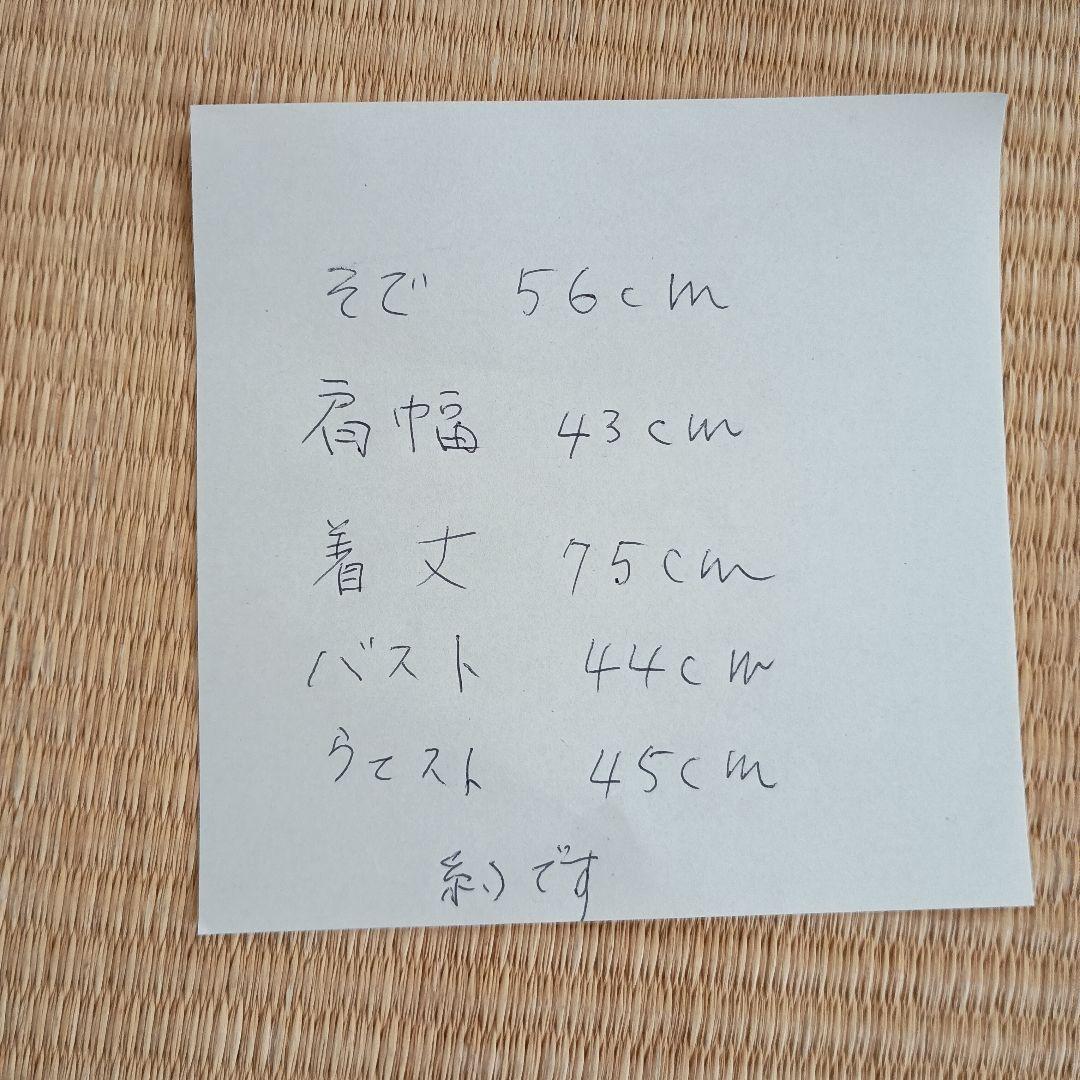 そで 56cm
肩幅 43cm
着丈 75cm
バスト 44cm
ウエスト 45cm
約です